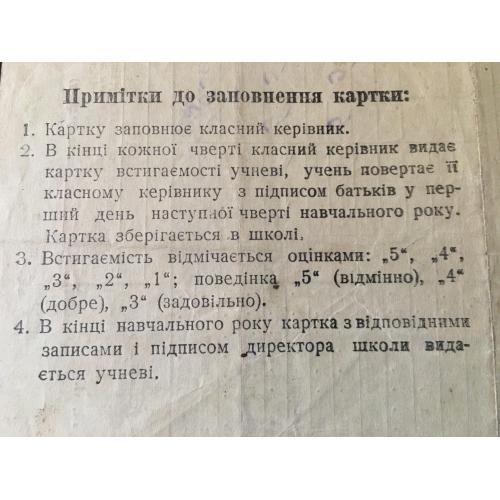 Примітки до заповнення картки:
1. Картку заповнює класний керівник.
2. В кінці кожної чверті класний керівник видає
картку встигаємості учневі, учень повертає її
класному керівнику з підписом батьків у пер-
ший день наступної чверті навчального року.
Картка зберігається в школі.
3. Встигаємість відмічається оцінками: „5“, „4“,
„3“, „2“, „1“; поведінка „5“ (відмінно), „4“
(добре), „3“ (задовільно).
4. В кінці навчального року картка з відповідними
записами і підписом директора школи вида-
ється учневі.